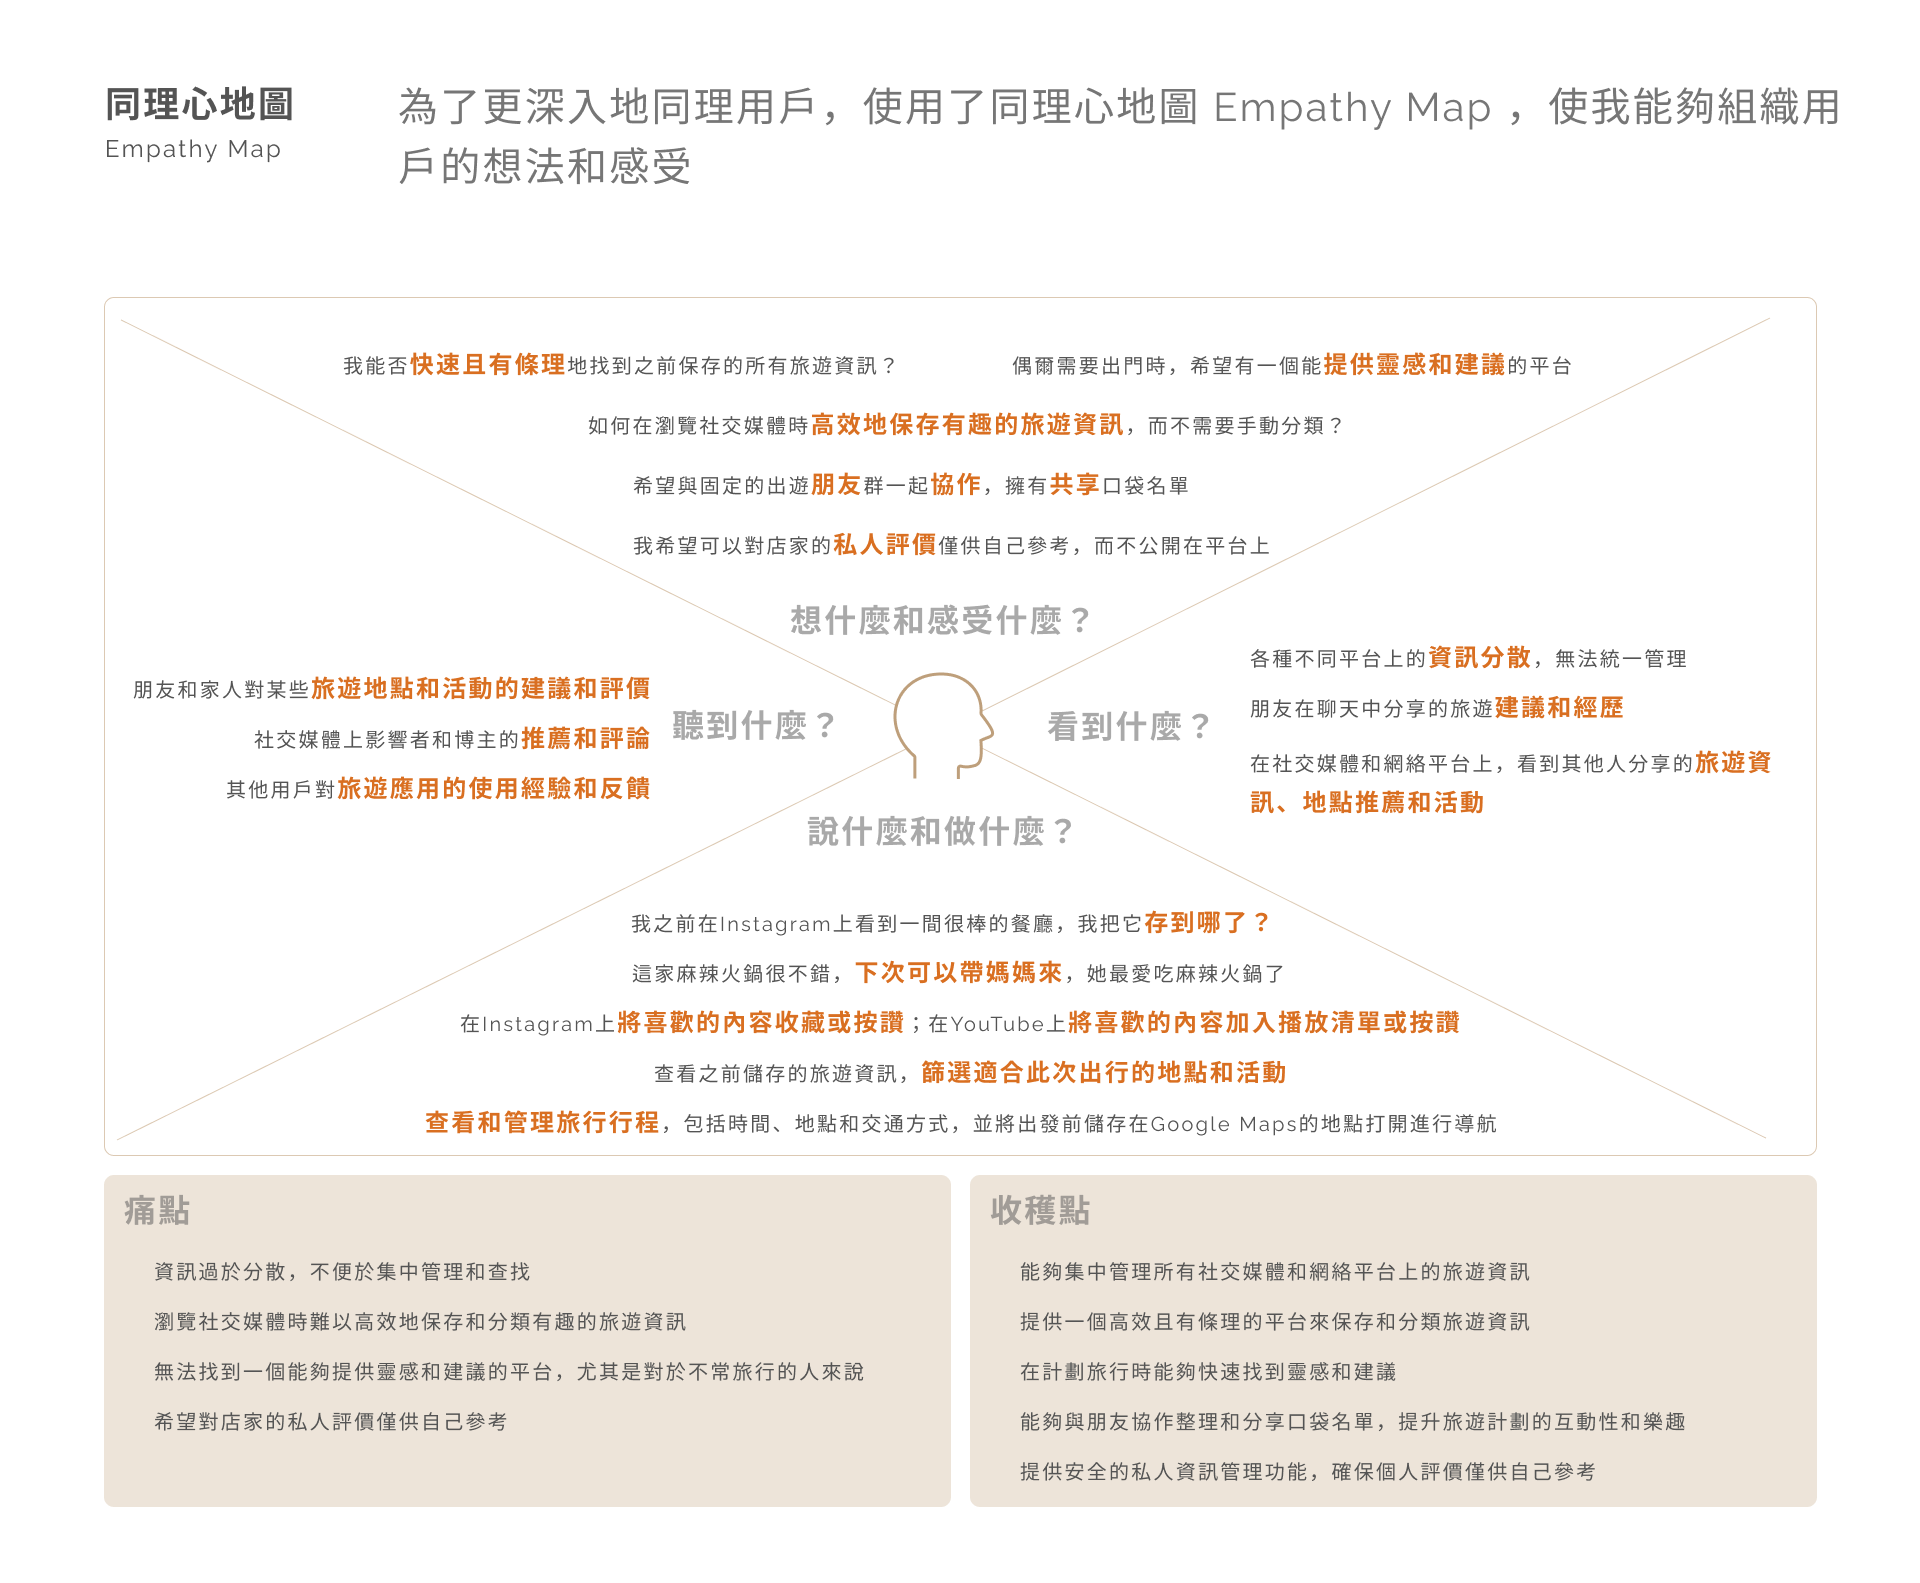 同理心地圖
Empathy Map
為了更深入地同理用戶，使用了同理心地圖 Empathy Map ，使我能夠組織用
戶的想法和感受
我能否快速且有條理地找到之前保存的所有旅遊資訊？
偶爾需要出門時，希望有一個能提供靈感和建議的平台
如何在瀏覽社交媒體時高效地保存有趣的旅遊資訊，而不需要手動分類？
希望與固定的出遊朋友群一起協作，擁有共享口袋名單
我希望可以對店家的私人評價僅供自己參考，而不公開在平台上
想什麼和感受什麼？
朋友和家人對某些旅遊地點和活動的建議和評價
社交媒體上影響者和博主的推薦和評論
其他用戶對旅遊應用的使用經驗和反饋
聽到什麼？
看到什麼？
各種不同平台上的資訊分散，無法統一管理
朋友在聊天中分享的旅遊建議和經歷
在社交媒體和網絡平台上，看到其他人分享的旅遊資
訊、地點推薦和活動
說什麼和做什麼？
我之前在Instagram上看到一間很棒的餐廳，我把它存到哪了？
這家麻辣火鍋很不錯，下次可以帶媽媽來，她最愛吃麻辣火鍋了
在Instagram上將喜歡的內容收藏或按讚；在YouTube上將喜歡的內容加入播放清單或按讚
查看之前儲存的旅遊資訊，篩選適合此次出行的地點和活動
查看和管理旅行行程，包括時間、地點和交通方式，並將出發前儲存在Google Maps的地點打開進行導航
痛點
資訊過於分散，不便於集中管理和查找
瀏覽社交媒體時難以高效地保存和分類有趣的旅遊資訊
無法找到一個能夠提供靈感和建議的平台，尤其是對於不常旅行的人來說
希望對店家的私人評價僅供自己參考
收穫點
能夠集中管理所有社交媒體和網絡平台上的旅遊資訊
提供一個高效且有條理的平台來保存和分類旅遊資訊
在計劃旅行時能夠快速找到靈感和建議
能夠與朋友協作整理和分享口袋名單，提升旅遊計劃的互動性和樂趣
提供安全的私人資訊管理功能，確保個人評價僅供自己參考